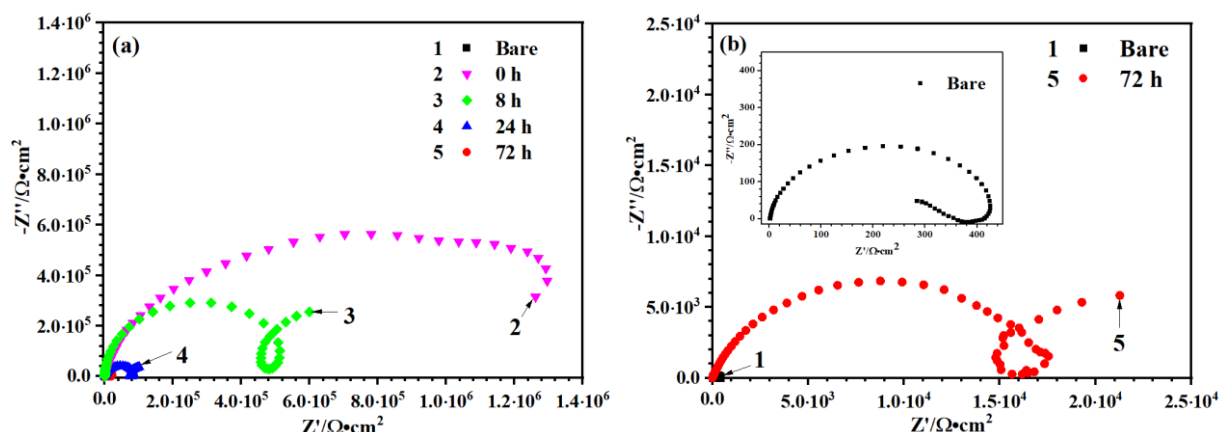 (a)
1 Bare
2 0 h
3 8 h
4 24 h
5 72 h
1.4·10⁶
1.2·10⁶
1.0·10⁶
8.0·10⁵
6.0·10⁵
4.0·10⁵
2.0·10⁵
0.0
-Z''/Ω•cm²
2
3
4
0.0 2.0·10⁵ 4.0·10⁵ 6.0·10⁵ 8.0·10⁵ 1.0·10⁶ 1.2·10⁶ 1.4·10⁶
Z'/Ω•cm²
(b)
1 Bare
5 72 h
2.5·10⁴
2.0·10⁴
1.5·10⁴
1.0·10⁴
5.0·10³
0.0
-Z''/Ω•cm²
Bare
400
300
200
100
0
-Z''/Ω•cm²
0 100 200 300 400
Z'/Ω•cm²
1
5
0.0 5.0·10³ 1.0·10⁴ 1.5·10⁴ 2.0·10⁴ 2.5·10⁴
Z'/Ω•cm²